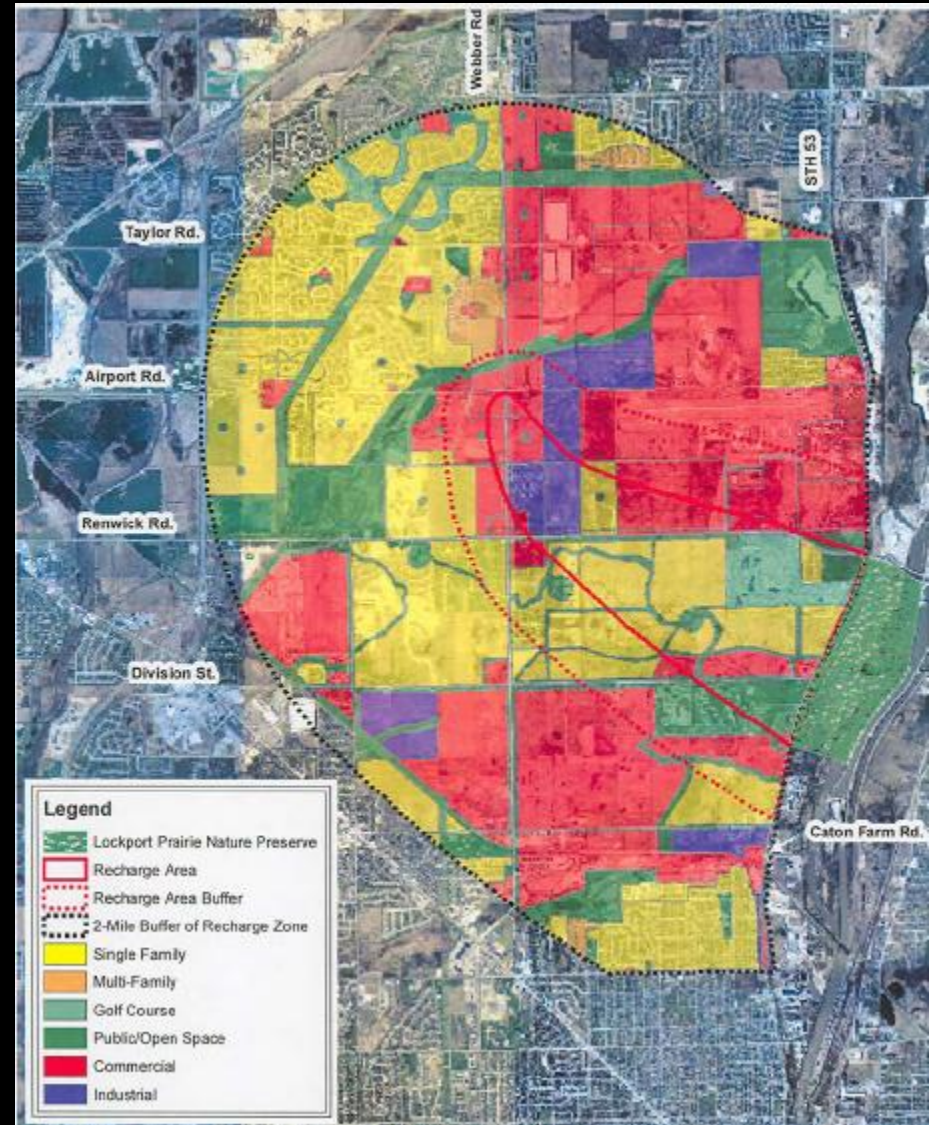 Webber Rd
STH 53
Taylor Rd.
Airport Rd.
Renwick Rd.
Division St.
Caton Farm Rd.
Legend
Lockport Prairie Nature Preserve
Recharge Area
Recharge Area Buffer
2-Mile Buffer of Recharge Zone
Single Family
Multi-Family
Golf Course
Public/Open Space
Commercial
Industrial